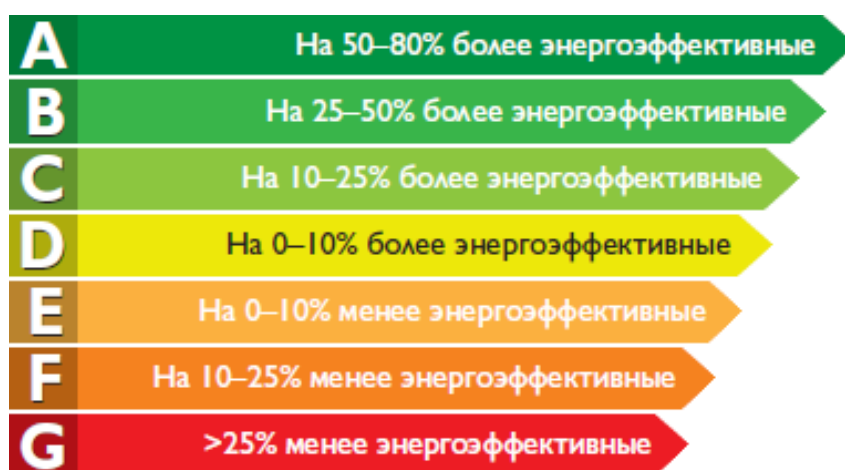 A На 50–80% более энергоэффективные
B На 25–50% более энергоэффективные
C На 10–25% более энергоэффективные
D На 0–10% более энергоэффективные
E На 0–10% менее энергоэффективные
F На 10–25% менее энергоэффективные
G >25% менее энергоэффективные